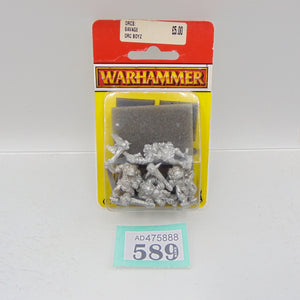 ORCS
SAVAGE
ORC BOYZ
£5.00
WARHAMMER
AD475888
589